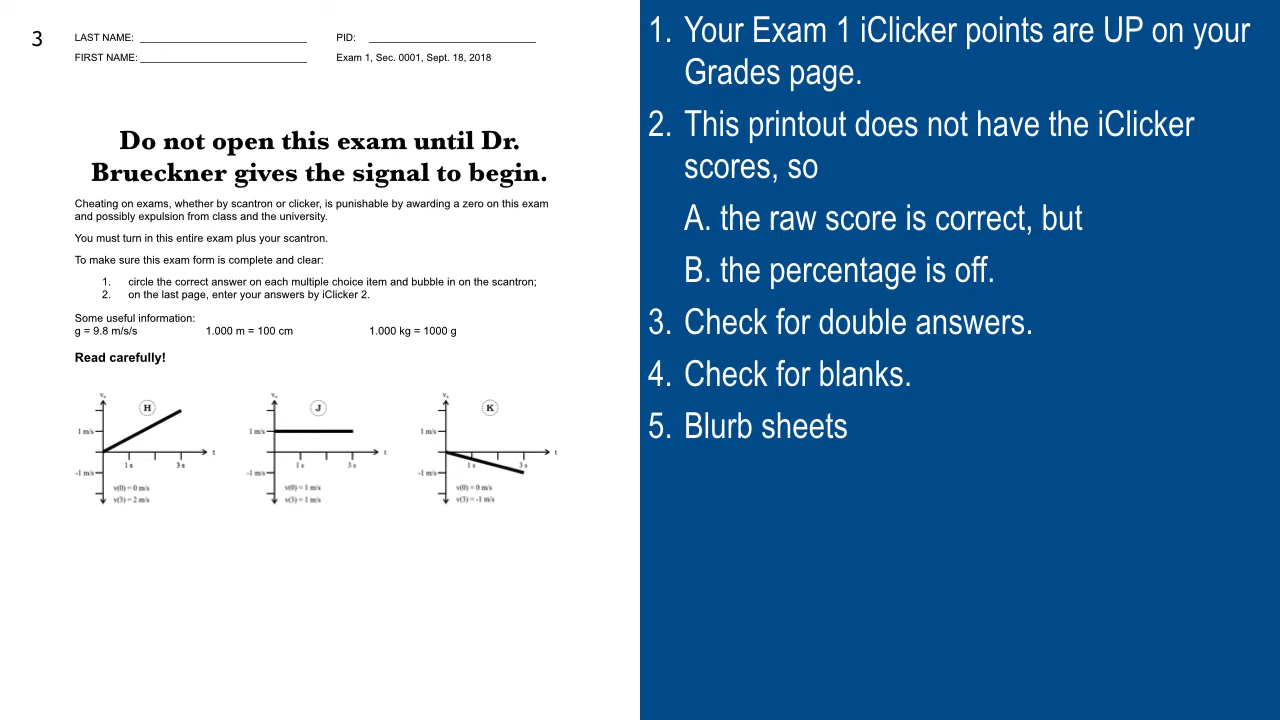 3
LAST NAME: ______________________________ PID: ______________________________
FIRST NAME: ______________________________ Exam 1, Sec. 0001, Sept. 18, 2018
Do not open this exam until Dr.
Brueckner gives the signal to begin.
Cheating on exams, whether by scantron or clicker, is punishable by awarding a zero on this exam
and possibly expulsion from class and the university.
You must turn in this entire exam plus your scantron.
To make sure this exam form is complete and clear:
1. circle the correct answer on each multiple choice item and bubble in on the scantron;
2. on the last page, enter your answers by iClicker 2.
Some useful information:
g = 9.8 m/s/s 1.000 m = 100 cm 1.000 kg = 1000 g
Read carefully!
H
1 m/s
t
1 s 3 s
-1 m/s
v(0) = 0 m/s
v(3) = 2 m/s
J
1 m/s
t
1 s 3 s
-1 m/s
v(0) = 1 m/s
v(3) = 1 m/s
K
1 m/s
t
1 s 3 s
-1 m/s
v(0) = 0 m/s
v(3) = -1 m/s
1. Your Exam 1 iClicker points are UP on your
Grades page.
2. This printout does not have the iClicker
scores, so
A. the raw score is correct, but
B. the percentage is off.
3. Check for double answers.
4. Check for blanks.
5. Blurb sheets